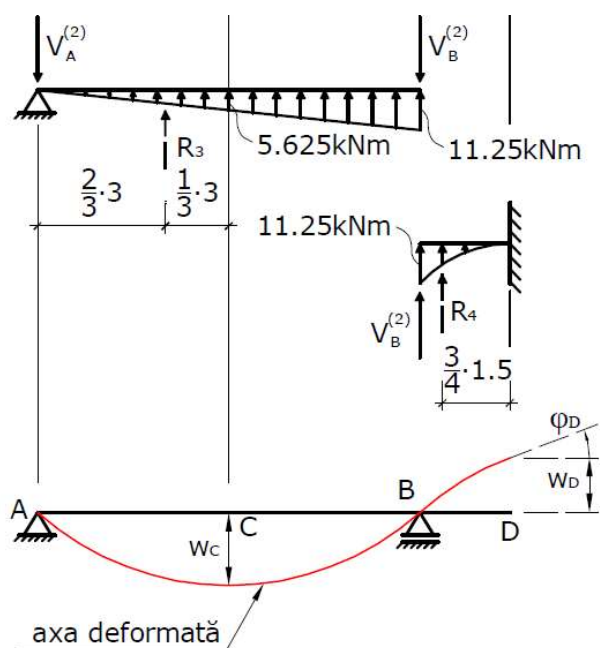 V_A^(2)
V_B^(2)
R₃
5.625kNm
11.25kNm
2/3·3
1/3·3
11.25kNm
V_B^(2)
R₄
3/4·1.5
φD
wD
A
B
C
D
wC
axa deformată